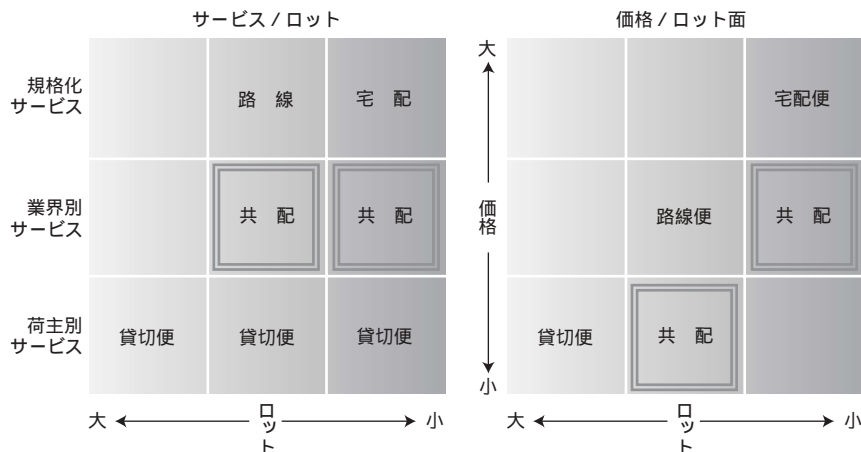 サービス / ロット
規格化
サービス
路 線
宅 配
業界別
サービス
共 配
共 配
荷主別
サービス
貸切便
貸切便
貸切便
大
ロット
小
価格 / ロット面
大
価格
小
宅配便
路線便
共 配
貸切便
共 配
大
ロット
小